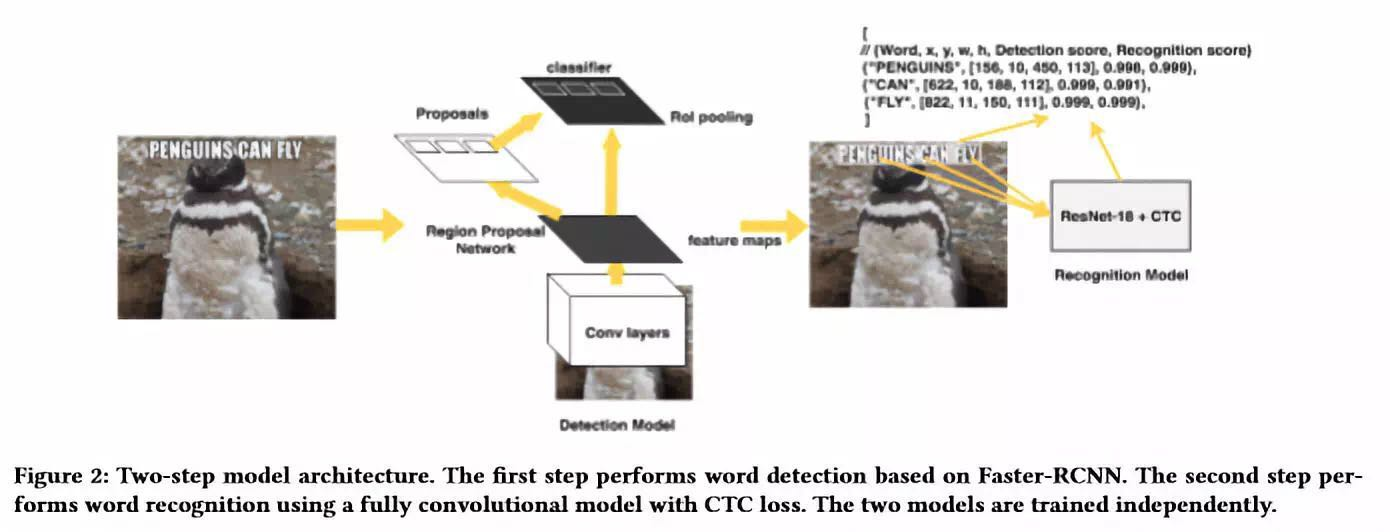 [
// (Word, x, y, w, h, Detection score, Recognition score)
("PENGUINS", [156, 10, 450, 113], 0.998, 0.999),
("CAN", [622, 10, 188, 112], 0.999, 0.991),
("FLY", [822, 11, 150, 111], 0.999, 0.999),
]
classifier
Proposals
RoI pooling
PENGUINS CAN FLY
PENGUINS CAN FLY
Region Proposal
Network
feature maps
ResNet-18 + CTC
Recognition Model
Conv layers
Detection Model
Figure 2: Two-step model architecture. The first step performs word detection based on Faster-RCNN. The second step per-
forms word recognition using a fully convolutional model with CTC loss. The two models are trained independently.